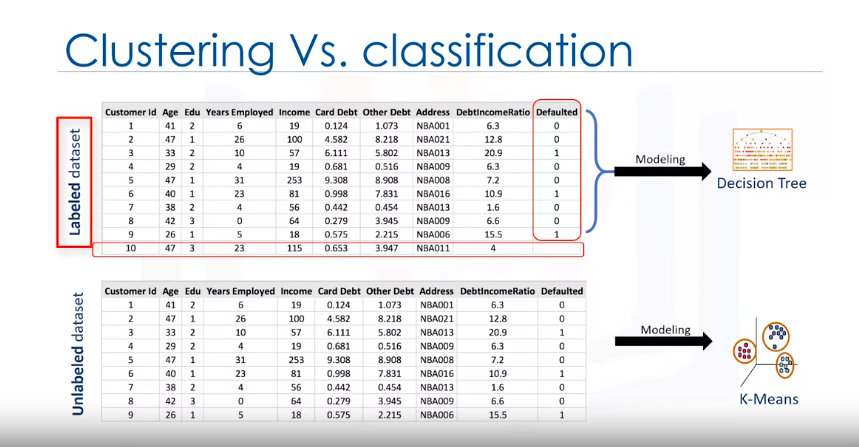 Clustering Vs. classification
Labeled dataset
Customer Id Age Edu Years Employed Income Card Debt Other Debt Address DebtIncomeRatio Defaulted
1 41 2 6 19 0.124 1.073 NBA001 6.3 0
2 47 1 26 100 4.582 8.218 NBA021 12.8 0
3 33 2 10 57 6.111 5.802 NBA013 20.9 1
4 29 2 4 19 0.681 0.516 NBA009 6.3 0
5 47 1 31 253 9.308 8.908 NBA008 7.2 0
6 40 1 23 81 0.998 7.831 NBA016 10.9 1
7 38 2 4 56 0.442 0.454 NBA013 1.6 0
8 42 3 0 64 0.279 3.945 NBA009 6.6 0
9 26 1 5 18 0.575 2.215 NBA006 15.5 1
10 47 3 23 115 0.653 3.947 NBA011 4
Modeling
Decision Tree
Unlabeled dataset
Customer Id Age Edu Years Employed Income Card Debt Other Debt Address DebtIncomeRatio Defaulted
1 41 2 6 19 0.124 1.073 NBA001 6.3 0
2 47 1 26 100 4.582 8.218 NBA021 12.8 0
3 33 2 10 57 6.111 5.802 NBA013 20.9 1
4 29 2 4 19 0.681 0.516 NBA009 6.3 0
5 47 1 31 253 9.308 8.908 NBA008 7.2 0
6 40 1 23 81 0.998 7.831 NBA016 10.9 1
7 38 2 4 56 0.442 0.454 NBA013 1.6 0
8 42 3 0 64 0.279 3.945 NBA009 6.6 0
9 26 1 5 18 0.575 2.215 NBA006 15.5 1
Modeling
K-Means